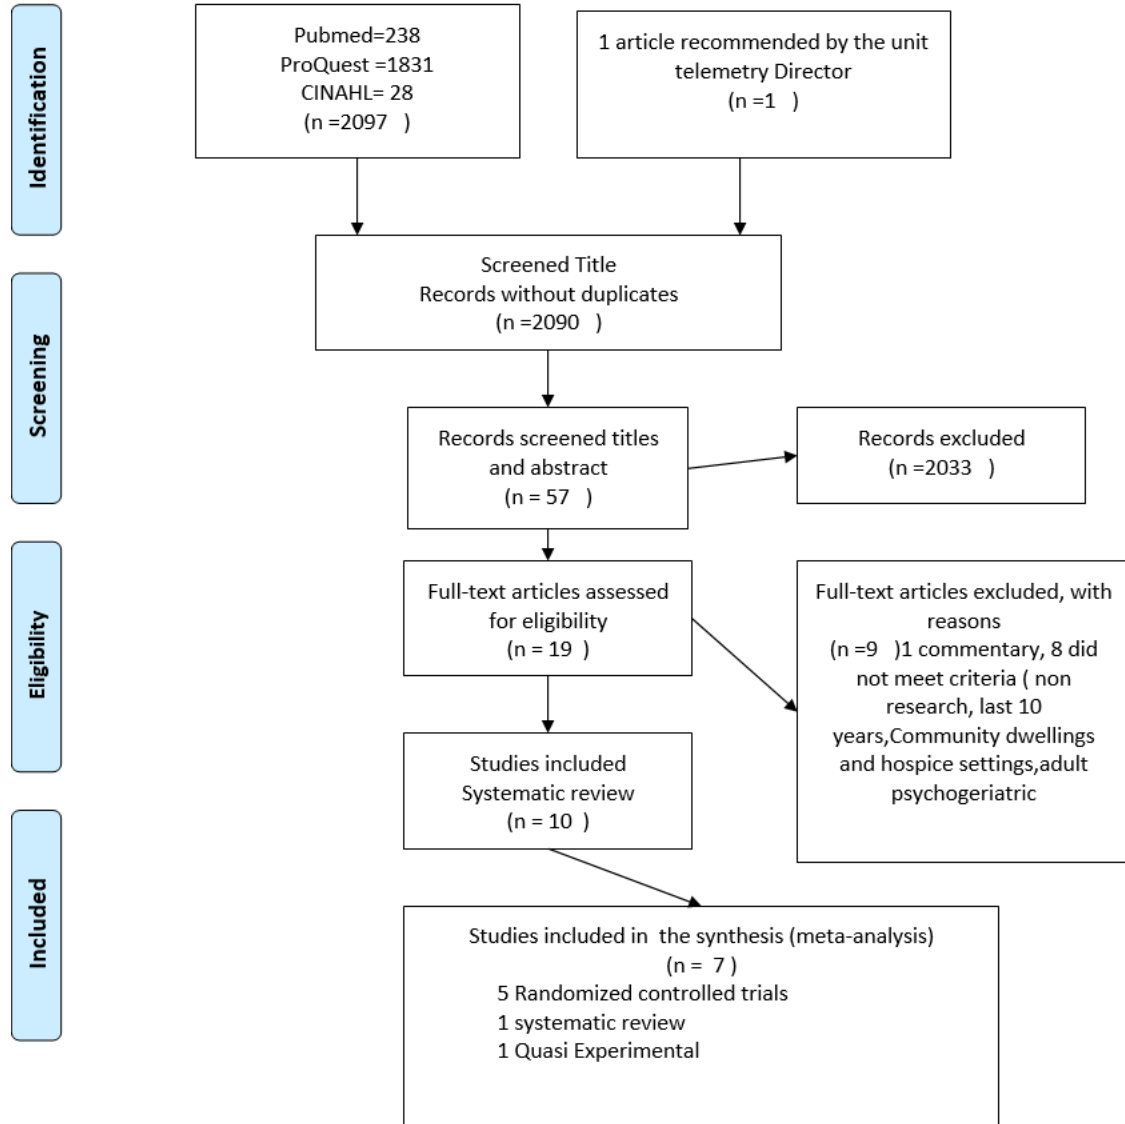 Identification
Pubmed=238
ProQuest =1831
CINAHL= 28
(n =2097   )
1 article recommended by the unit
telemetry Director
(n =1   )
Screening
Screened Title
Records without duplicates
(n =2090   )
Records screened titles
and abstract
(n = 57   )
Records excluded
(n =2033   )
Eligibility
Full-text articles assessed
for eligibility
(n = 19  )
Full-text articles excluded, with
reasons
(n =9   )1 commentary, 8 did
not meet criteria ( non
research, last 10
years,Community dwellings
and hospice settings,adult
psychogeriatric
Studies included
Systematic review
(n = 10  )
Included
Studies included in  the synthesis (meta-analysis)
(n =  7 )
5 Randomized controlled trials
1 systematic review
1 Quasi Experimental